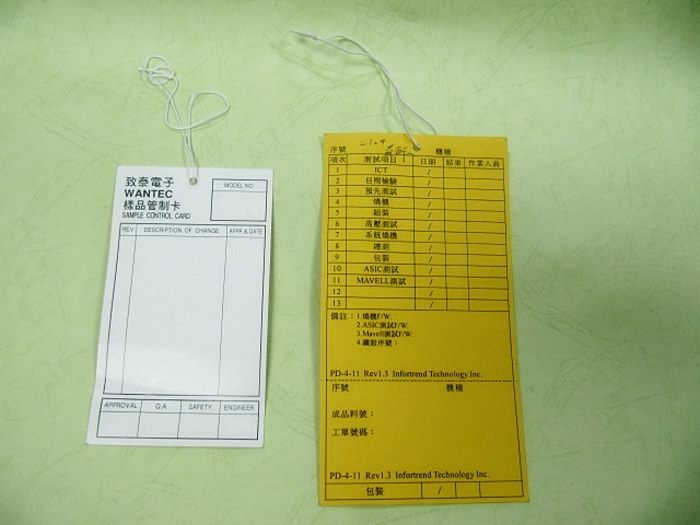 致泰電子
WANTEC
樣品管制卡
SAMPLE CONTROL CARD
MODEL NO
REV DESCRIPTION OF CHANGE APPR & DATE
APPROVAL Q A SAFETY ENGINEER
序號 機種
項次 測試項目 日期 結果 作業人員
1 ICT /
2 目視檢驗 /
3 預先測試 /
4 燒機 /
5 組裝 /
6 高壓測試 /
7 系統燒機 /
8 總測 /
9 包裝 /
10 ASIC測試 /
11 MAVELL測試 /
12 /
13 /
備註：1.燒機F/W:
2.ASIC測試F/W:
3.Mavell測試F/W:
4.鐵殼序號：
PD-4-11 Rev1.3 Infortrend Technology Inc.
序號 機種
成品料號：
工單號碼：
PD-4-11 Rev1.3 Infortrend Technology Inc.
包裝 /